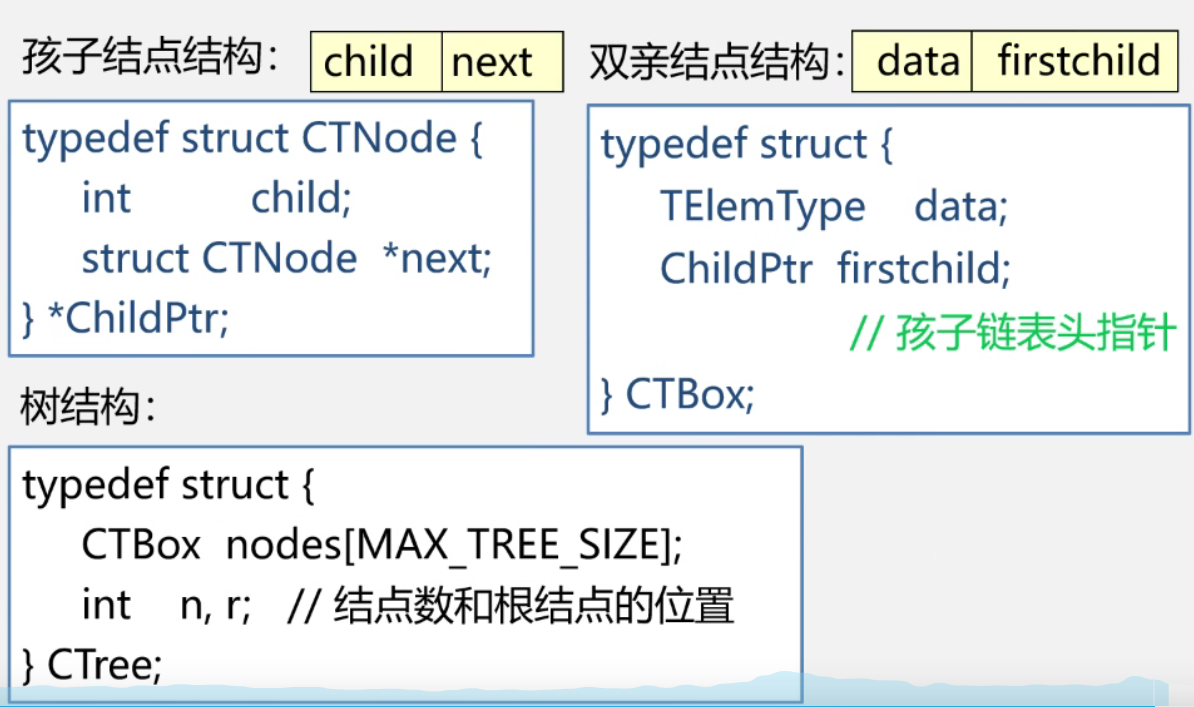 孩子结点结构: child next
双亲结点结构: data firstchild
typedef struct CTNode {
int child;
struct CTNode *next;
} *ChildPtr;
typedef struct {
TElemType data;
ChildPtr firstchild;
// 孩子链表头指针
} CTBox;
树结构:
typedef struct {
CTBox nodes[MAX_TREE_SIZE];
int n, r; // 结点数和根结点的位置
} CTree;